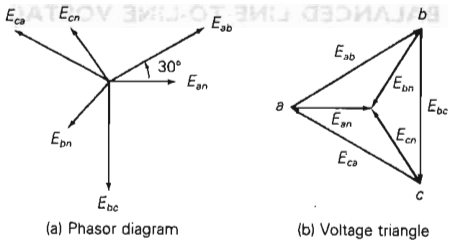 BALANCED LINE-TO-LINE VOLTAG
E_ca
E_cn
E_ab
30°
E_an
E_bn
E_bc
(a) Phasor diagram
b
E_ab
E_bn
a
E_an
E_bc
E_cn
E_ca
c
(b) Voltage triangle